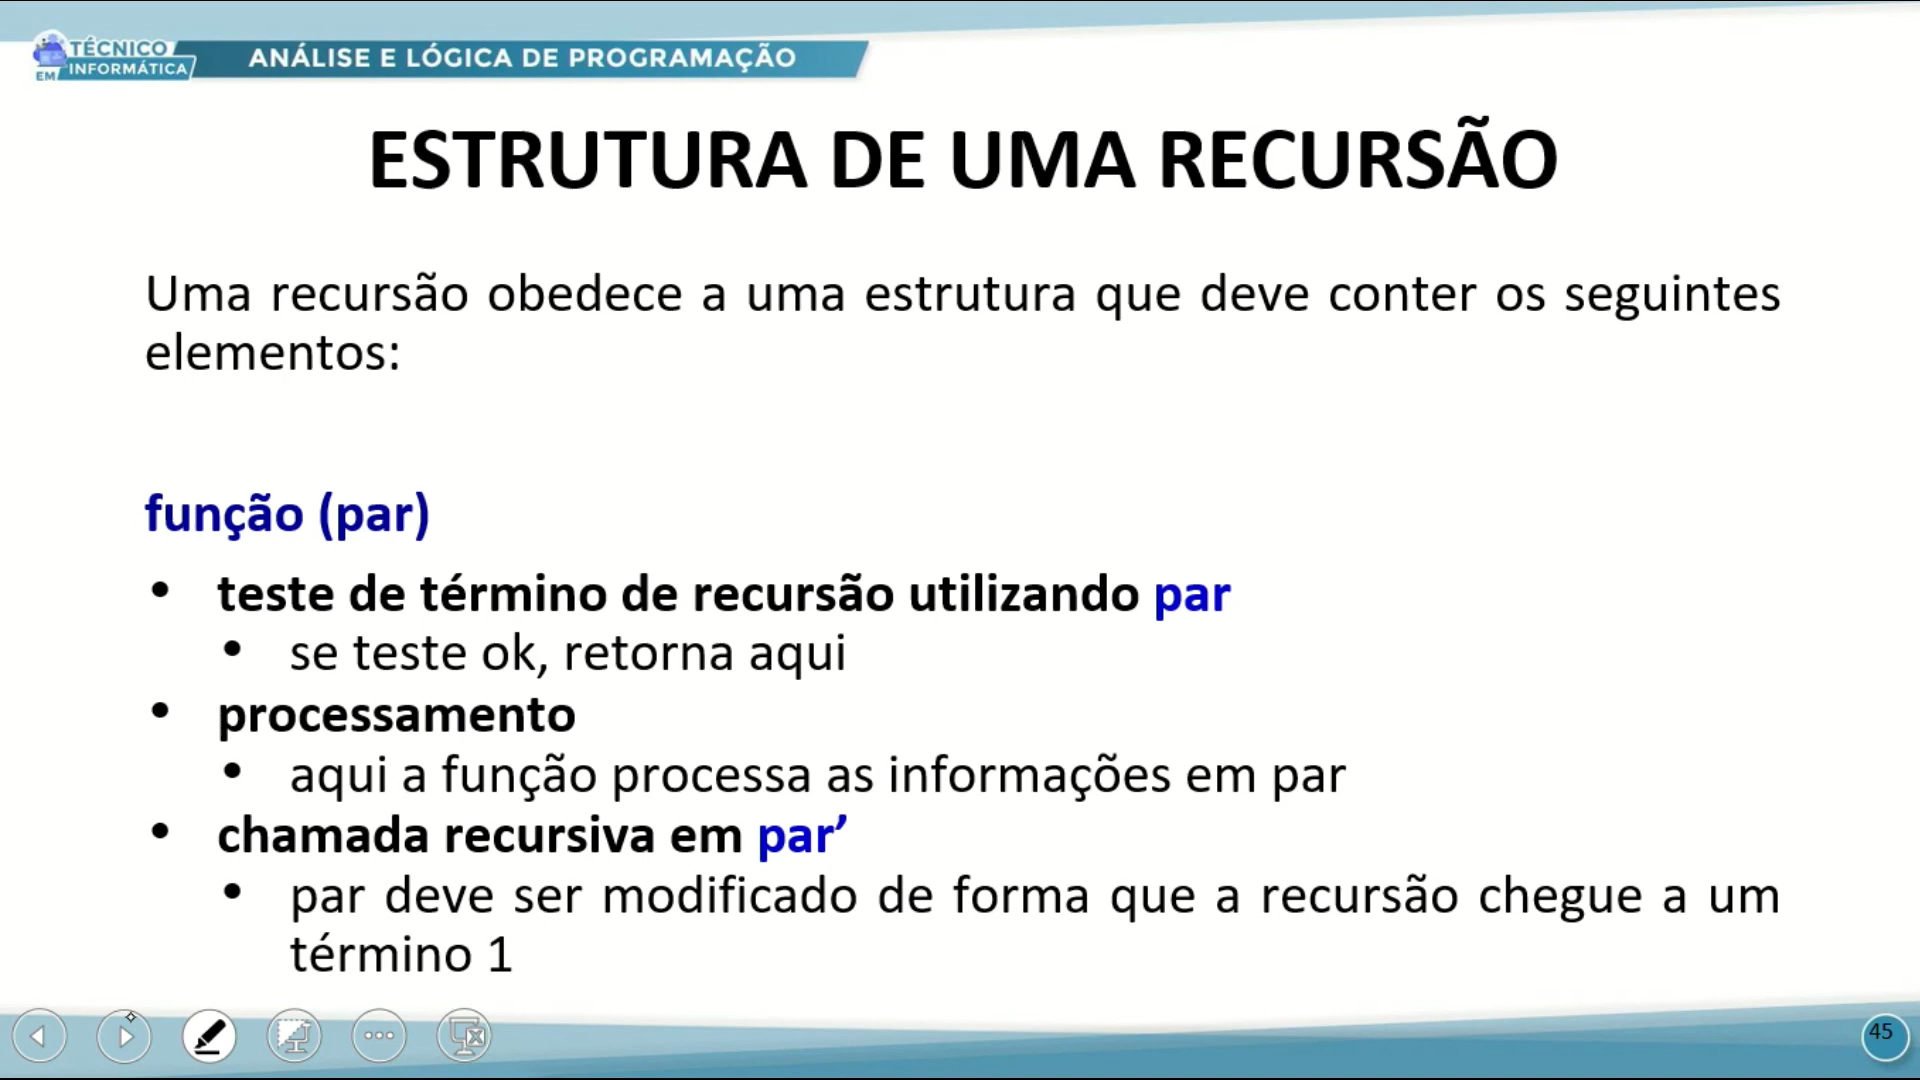 TÉCNICO
EM INFORMÁTICA
ANÁLISE E LÓGICA DE PROGRAMAÇÃO
ESTRUTURA DE UMA RECURSÃO
Uma recursão obedece a uma estrutura que deve conter os seguintes
elementos:
função (par)
• teste de término de recursão utilizando par
• se teste ok, retorna aqui
• processamento
• aqui a função processa as informações em par
• chamada recursiva em par’
• par deve ser modificado de forma que a recursão chegue a um
término 1
45